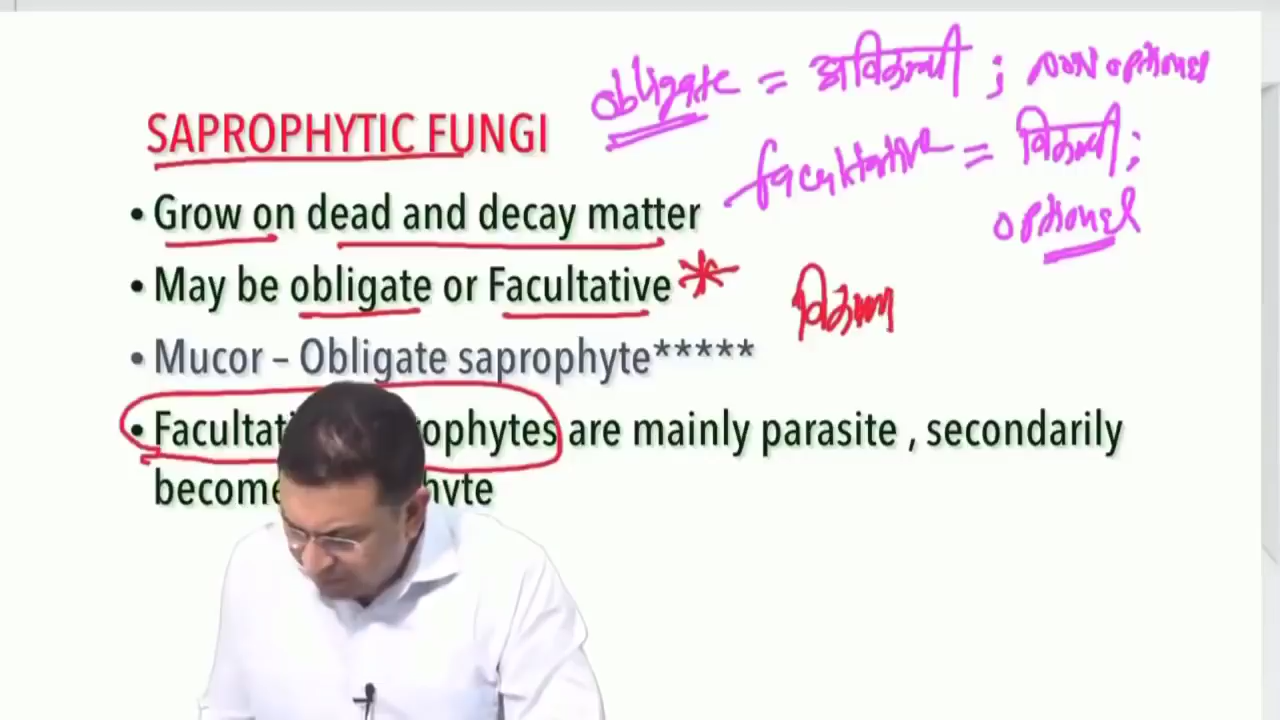 obligate = अविकल्पी ; non optional
SAPROPHYTIC FUNGI
facultative = विकल्पी ;
optional
• Grow on dead and decay matter
• May be obligate or Facultative *
विकल्प
• Mucor – Obligate saprophyte*****
• Facultati ophytes are mainly parasite , secondarily
become hyte